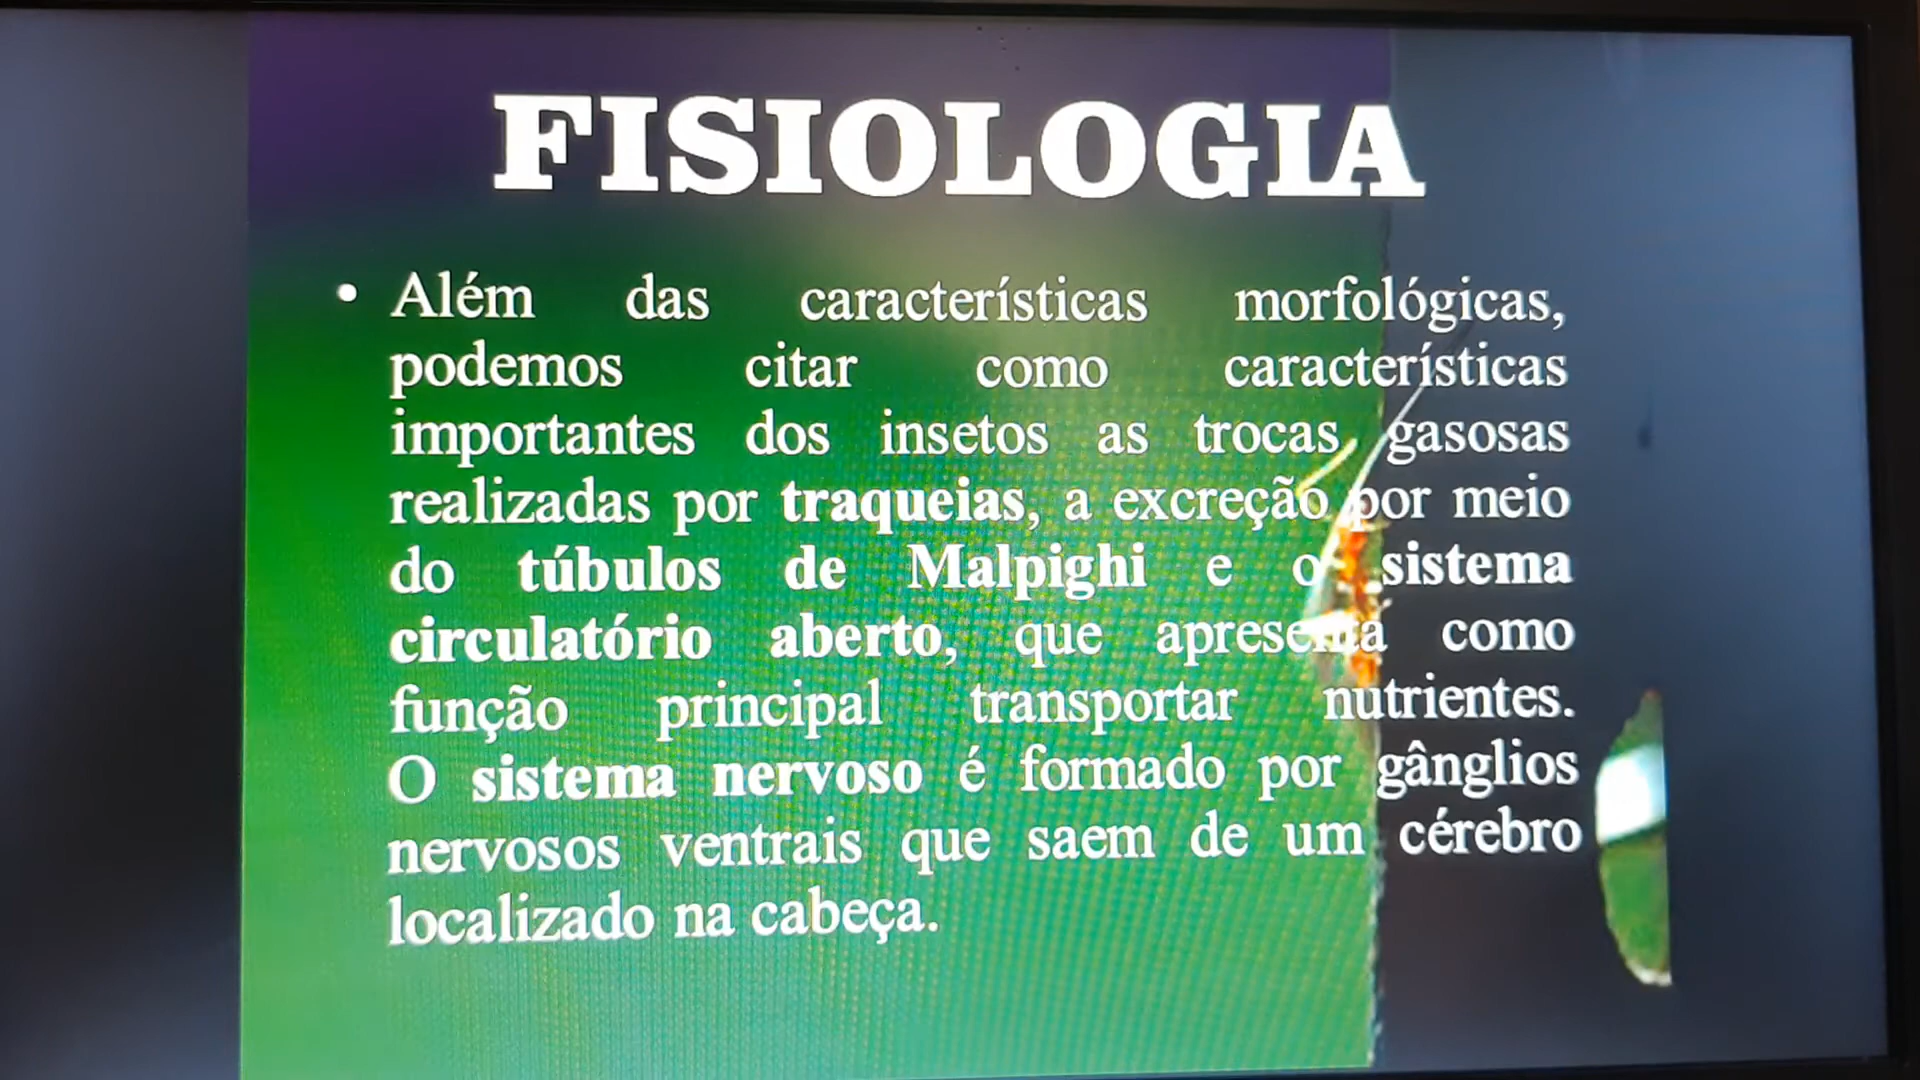 FISIOLOGIA
• Além das características morfológicas,
podemos citar como características
importantes dos insetos as trocas gasosas
realizadas por traqueias, a excreção por meio
do túbulos de Malpighi e o sistema
circulatório aberto, que apresenta como
função principal transportar nutrientes.
O sistema nervoso é formado por gânglios
nervosos ventrais que saem de um cérebro
localizado na cabeça.